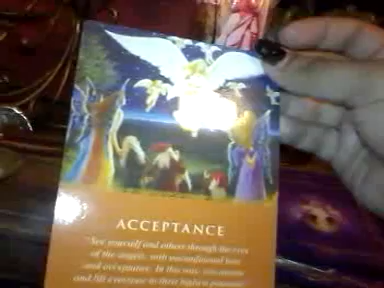 ACCEPTANCE
"See yourself and others through the eyes
of the angels, with unconditional love
and acceptance. In this way, you
and lift everyone to their highest potential